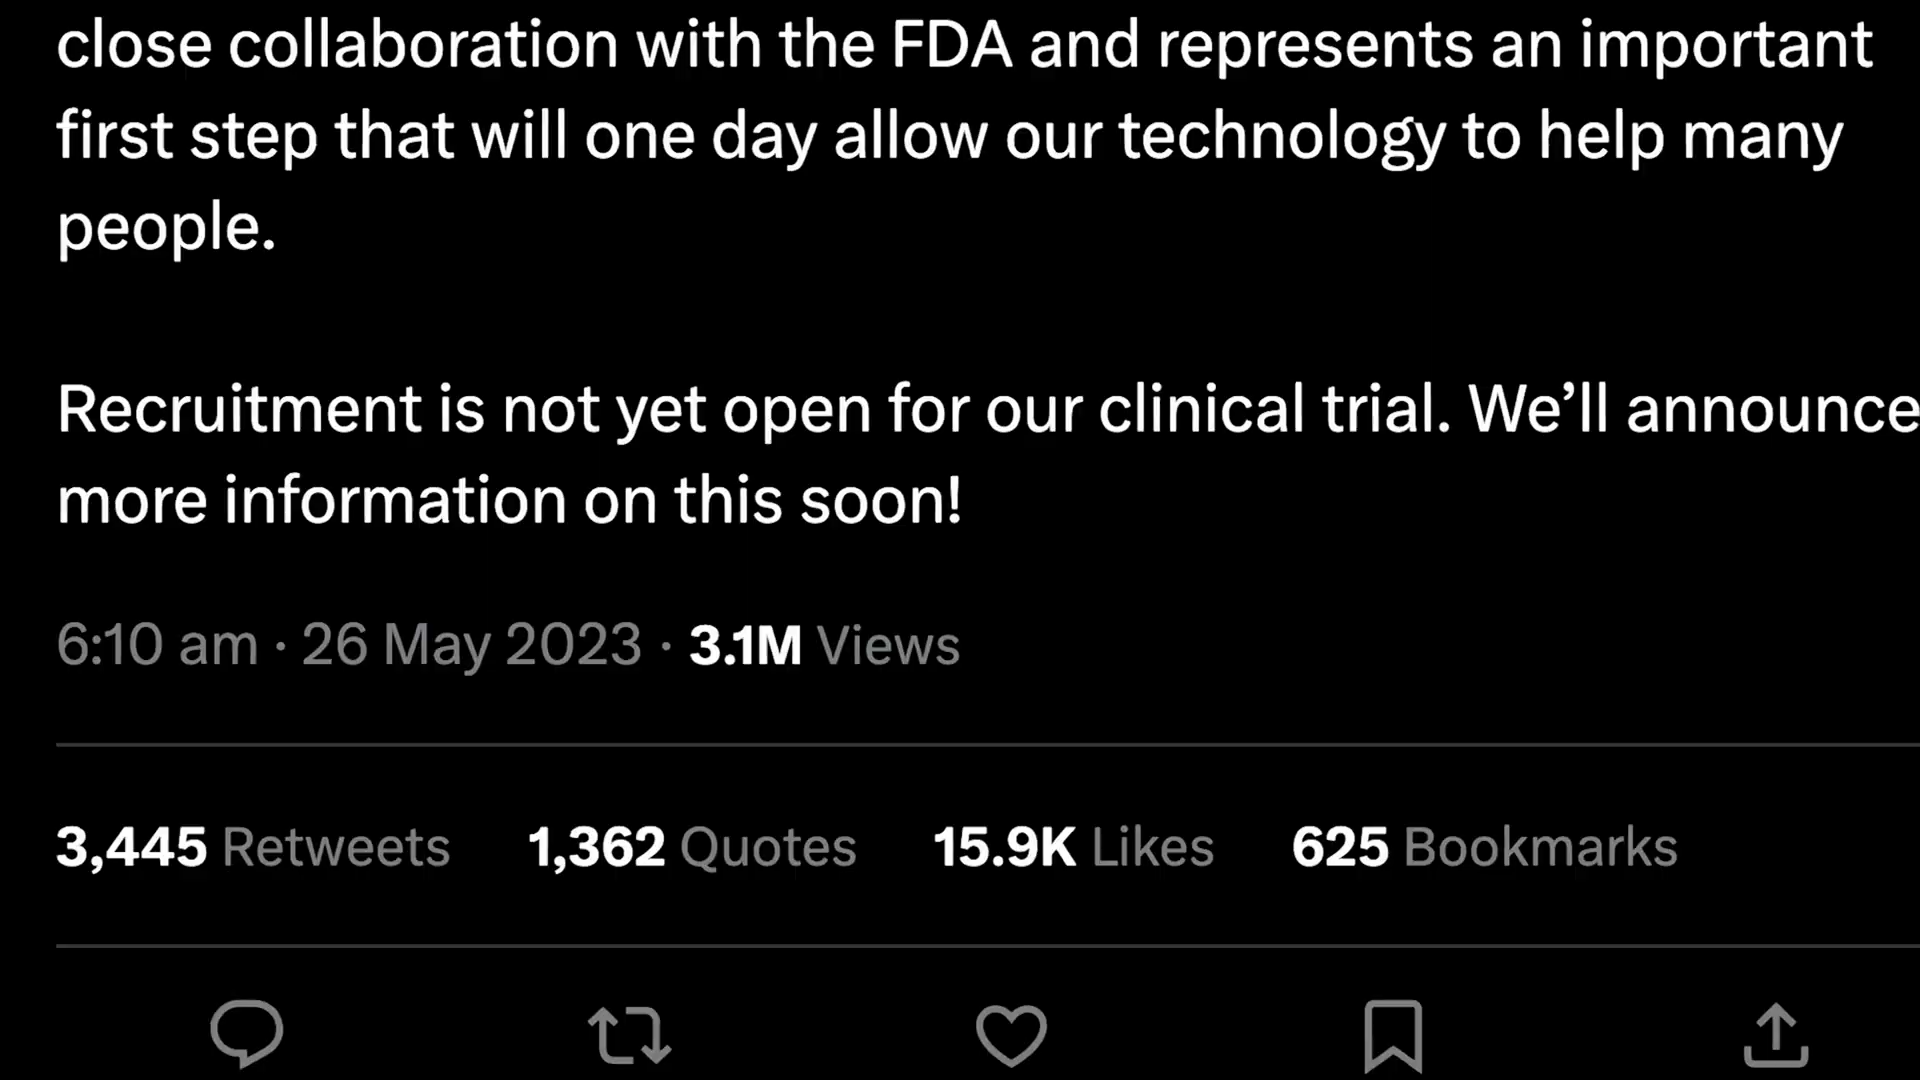 close collaboration with the FDA and represents an important
first step that will one day allow our technology to help many
people.
Recruitment is not yet open for our clinical trial. We’ll announce
more information on this soon!
6:10 am · 26 May 2023 · 3.1M Views
3,445 Retweets 1,362 Quotes 15.9K Likes 625 Bookmarks